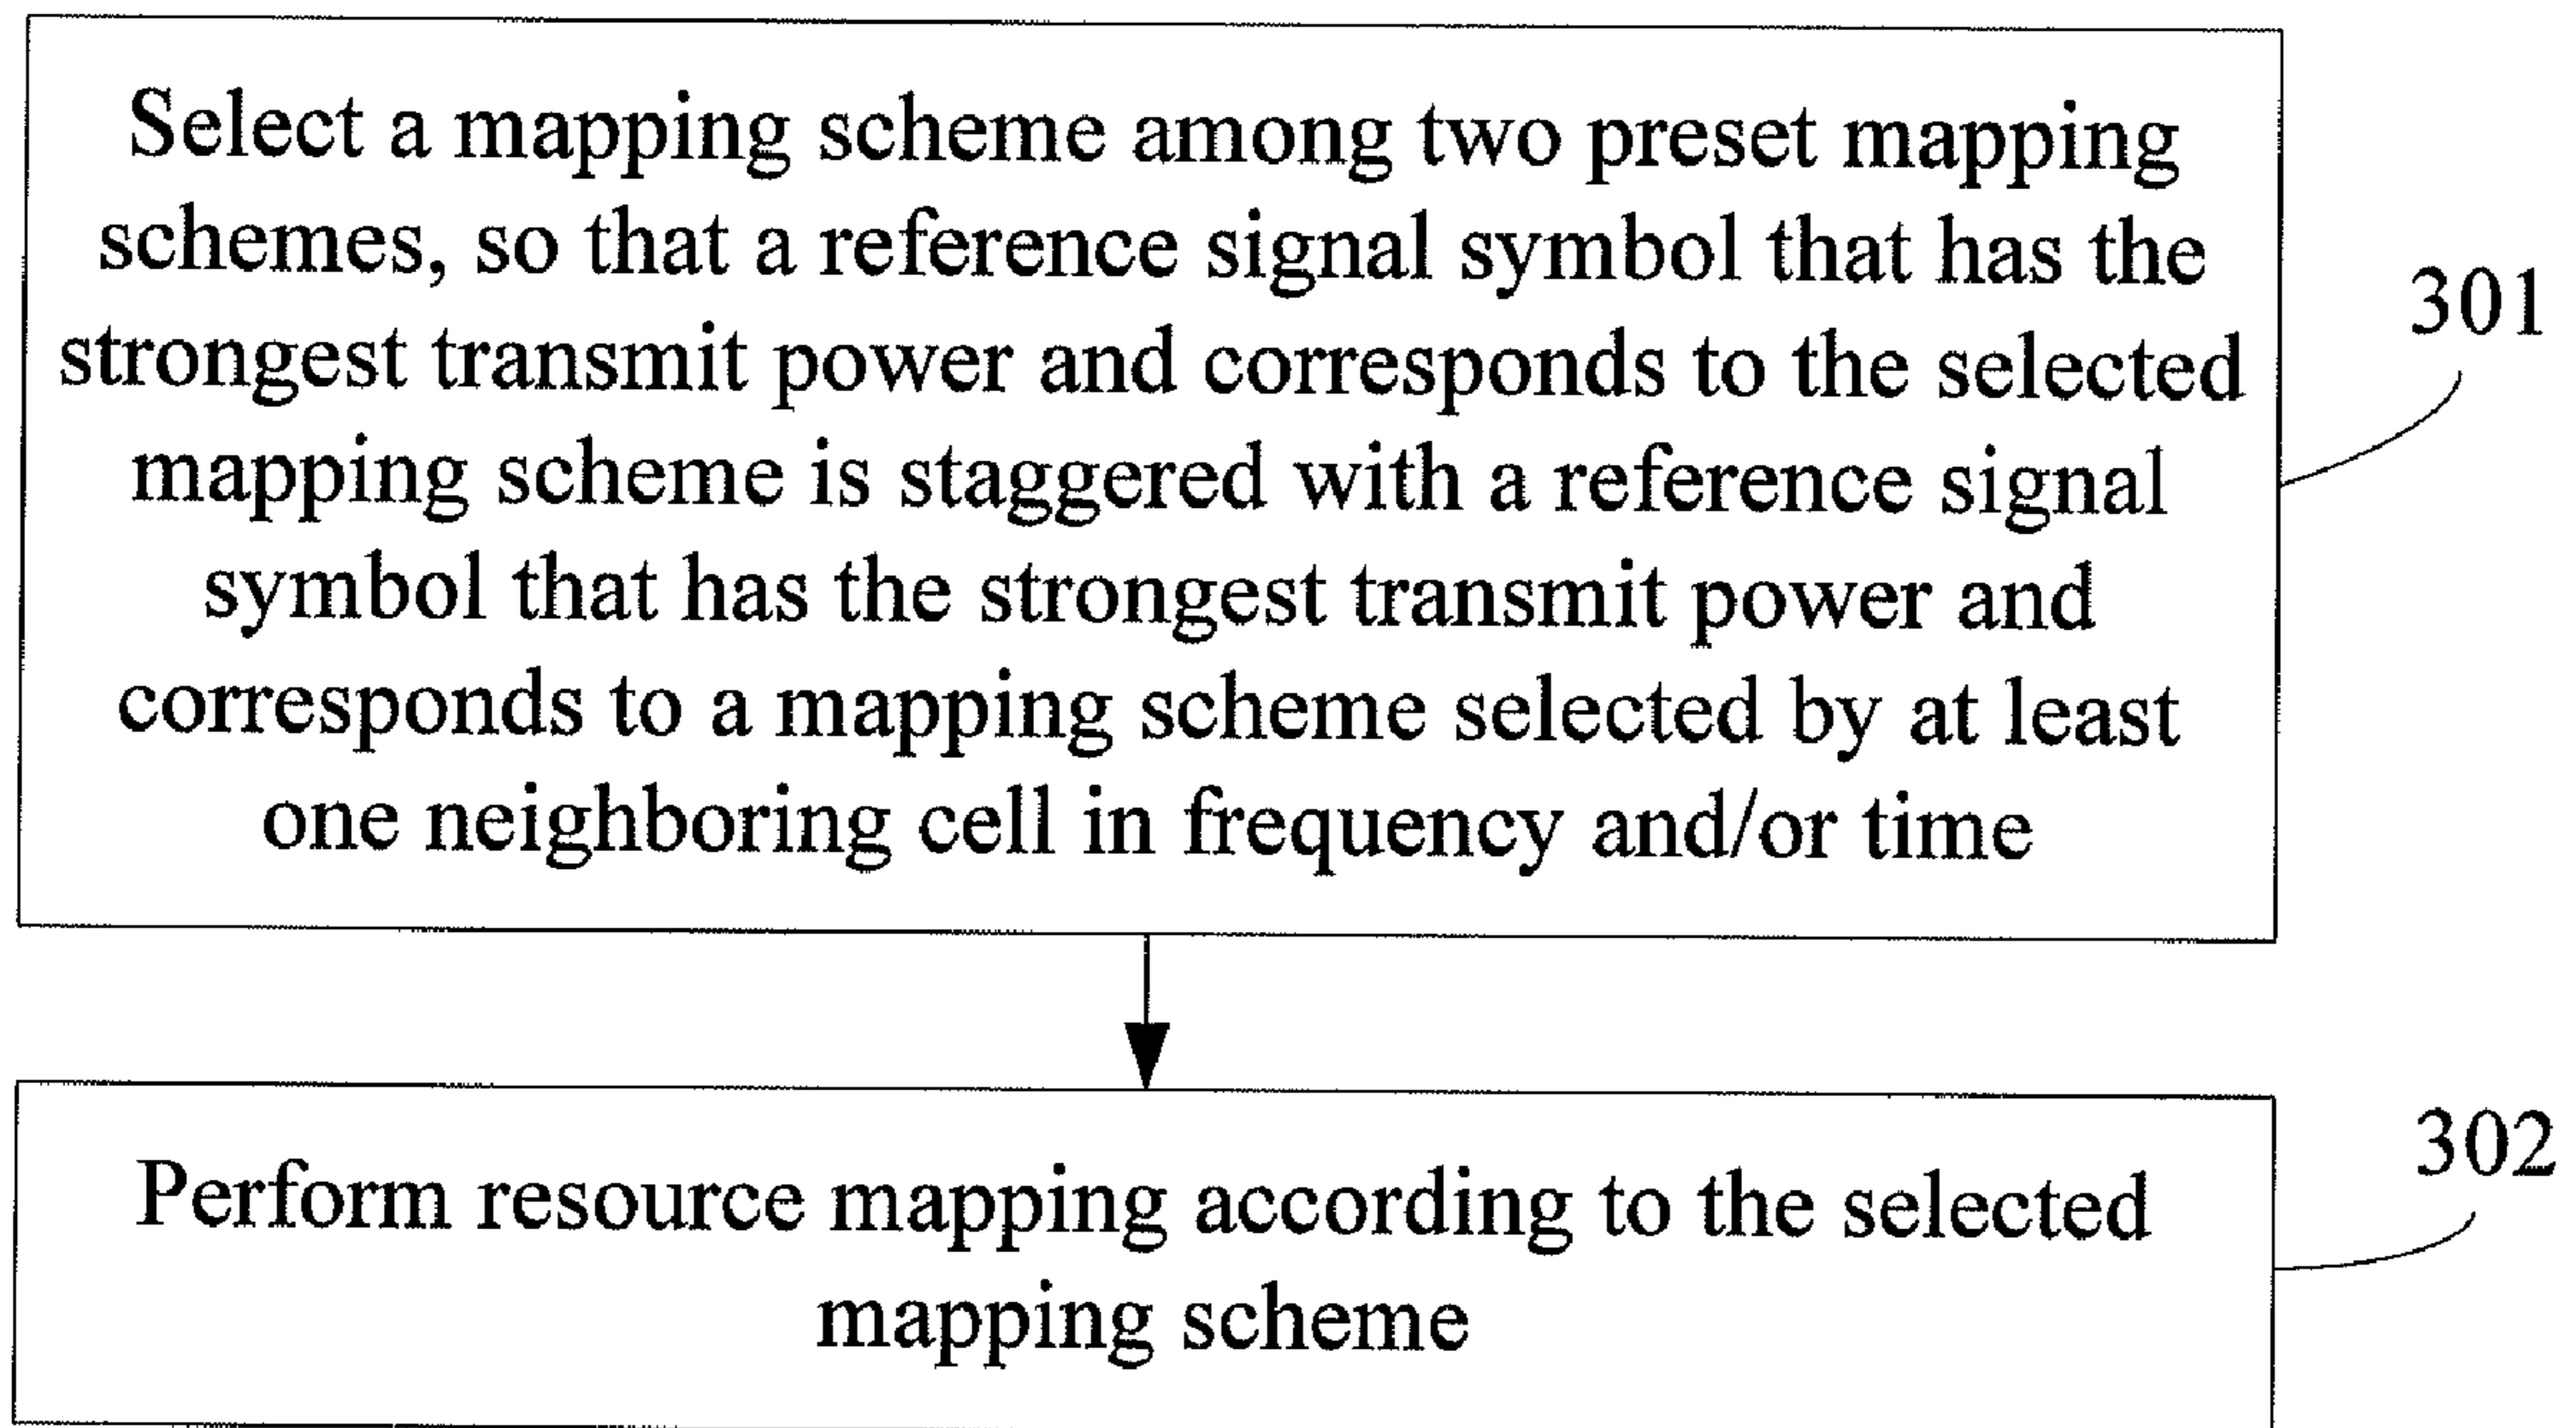 Select a mapping scheme among two preset mapping
schemes, so that a reference signal symbol that has the
strongest transmit power and corresponds to the selected
mapping scheme is staggered with a reference signal
symbol that has the strongest transmit power and
corresponds to a mapping scheme selected by at least
one neighboring cell in frequency and/or time
301
Perform resource mapping according to the selected
mapping scheme
302